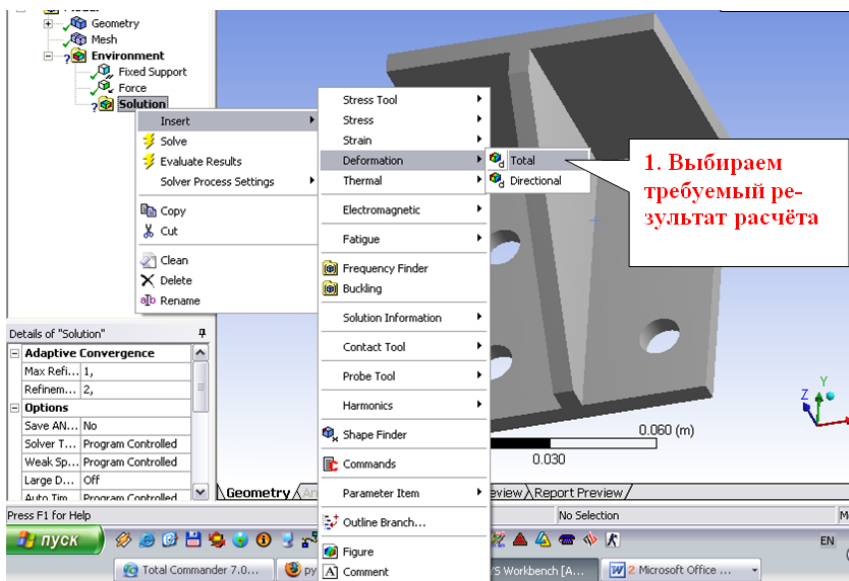 Geometry
Mesh
Environment
Fixed Support
Force
Solution
Insert
Solve
Evaluate Results
Solver Process Settings
Copy
Cut
Clean
Delete
Rename
Stress Tool
Stress
Strain
Deformation
Thermal
Electromagnetic
Fatigue
Frequency Finder
Buckling
Solution Information
Contact Tool
Probe Tool
Harmonics
Shape Finder
Commands
Parameter Item
Outline Branch...
Figure
Comment
Total
Directional
1. Выбираем
требуемый ре-
зультат расчёта
Details of "Solution"
Adaptive Convergence
Max Refi... 1,
Refinem... 2,
Options
Save AN... No
Solver T... Program Controlled
Weak Sp... Program Controlled
Large D... Off
Auto Tim... Program Controlled
Y
Z
0.060 (m)
0.030
Geometry
Report Preview
Press F1 for Help
No Selection
пуск
EN
Total Commander 7.0...
S Workbench [A...
2 Microsoft Office ...